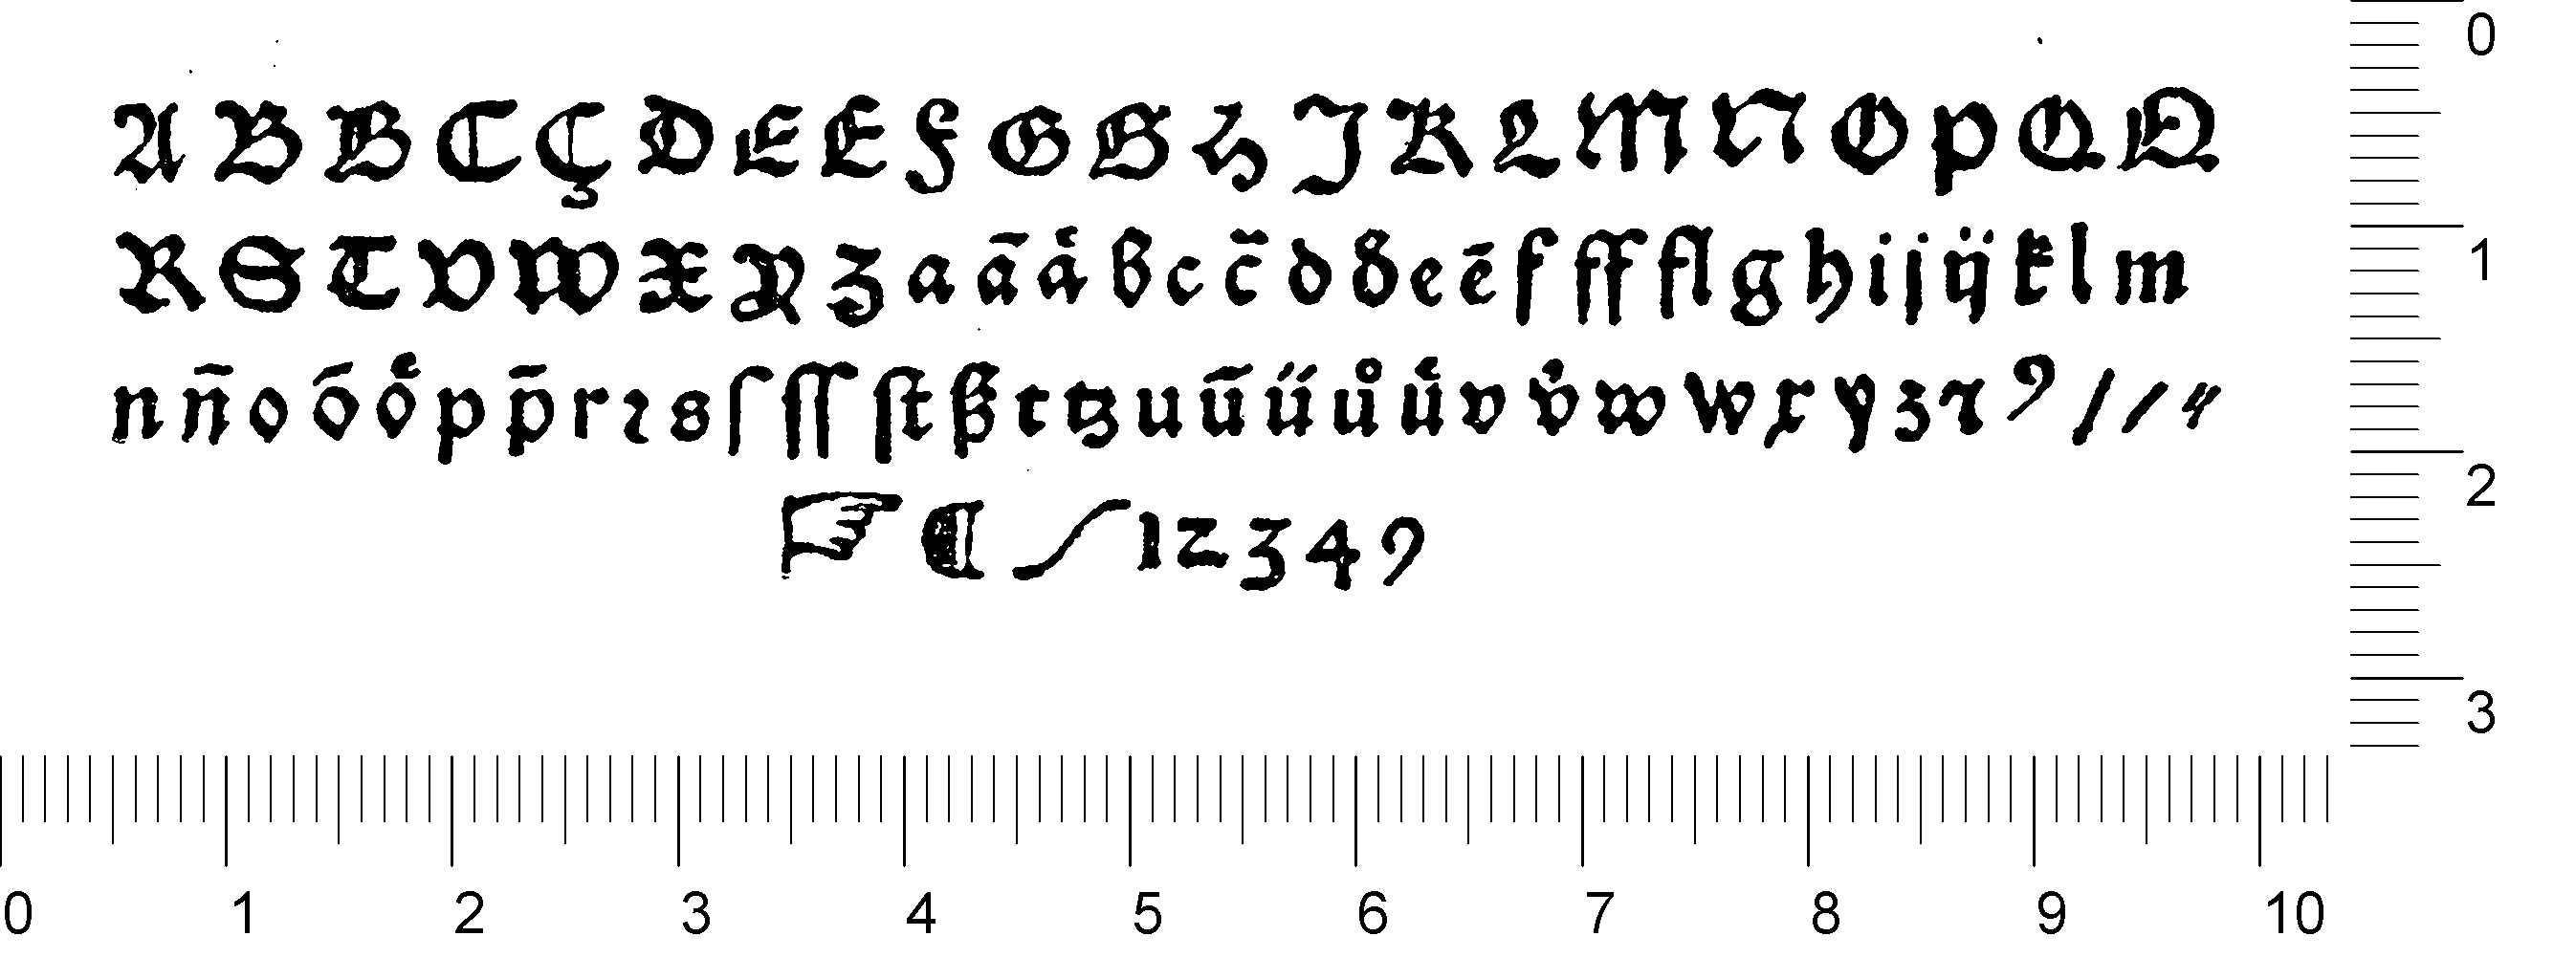 A B B C Ç D E E F G G H J K L M N O P Q Q
R S T V W X Y Z a ā aͤ b c c̄ d d e ē f ff fl g h i j ij k l m
n n̄ o ō oͤ p p̄ r ꝛ s ſ ſſ ſt ß t tz u ū ű ů uͤ v v̊ w w x y z ꝛ ꝰ / / ⸗
☞ ¶ 1 2 3 4 9
0
1
2
3
0 1 2 3 4 5 6 7 8 9 10